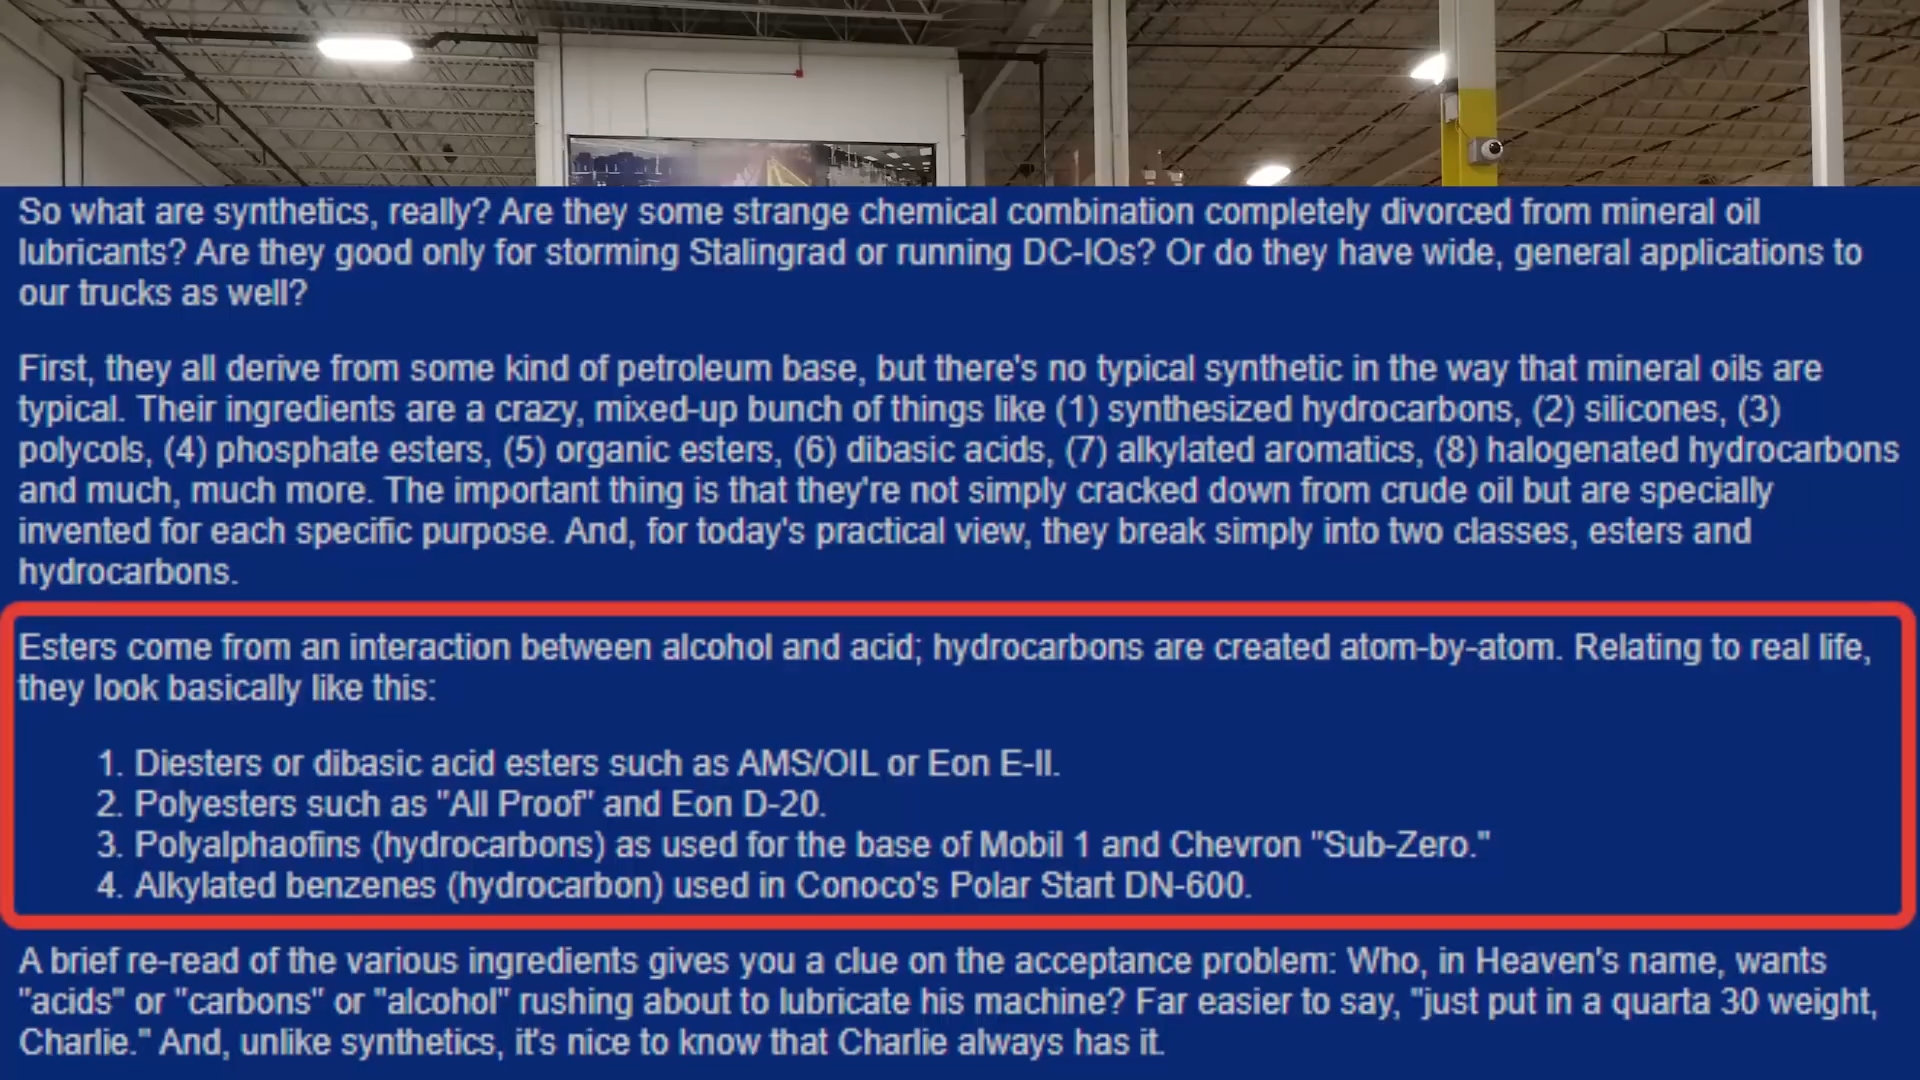 So what are synthetics, really? Are they some strange chemical combination completely divorced from mineral oil
lubricants? Are they good only for storming Stalingrad or running DC-IOs? Or do they have wide, general applications to
our trucks as well?
First, they all derive from some kind of petroleum base, but there's no typical synthetic in the way that mineral oils are
typical. Their ingredients are a crazy, mixed-up bunch of things like (1) synthesized hydrocarbons, (2) silicones, (3)
polycols, (4) phosphate esters, (5) organic esters, (6) dibasic acids, (7) alkylated aromatics, (8) halogenated hydrocarbons
and much, much more. The important thing is that they're not simply cracked down from crude oil but are specially
invented for each specific purpose. And, for today's practical view, they break simply into two classes, esters and
hydrocarbons.
Esters come from an interaction between alcohol and acid; hydrocarbons are created atom-by-atom. Relating to real life,
they look basically like this:
1. Diesters or dibasic acid esters such as AMS/OIL or Eon E-II.
2. Polyesters such as "All Proof" and Eon D-20.
3. Polyalphaofins (hydrocarbons) as used for the base of Mobil 1 and Chevron "Sub-Zero."
4. Alkylated benzenes (hydrocarbon) used in Conoco's Polar Start DN-600.
A brief re-read of the various ingredients gives you a clue on the acceptance problem: Who, in Heaven's name, wants
"acids" or "carbons" or "alcohol" rushing about to lubricate his machine? Far easier to say, "just put in a quarta 30 weight,
Charlie." And, unlike synthetics, it's nice to know that Charlie always has it.